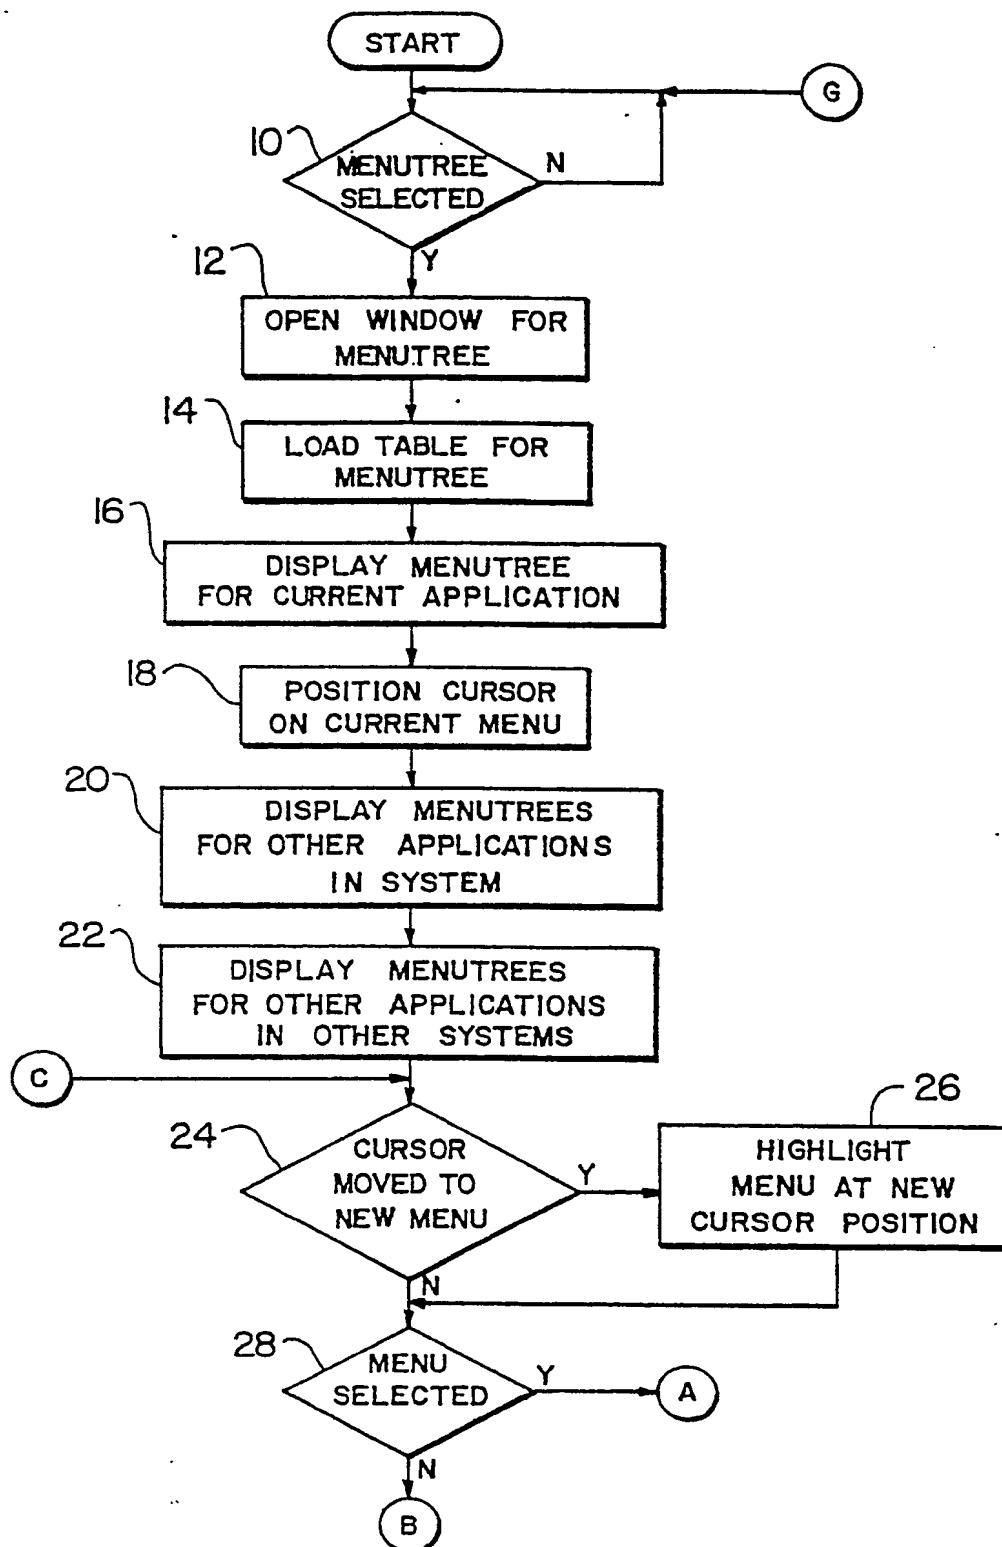 START
G
10
MENUTREE
SELECTED
N
Y
12
OPEN WINDOW FOR
MENUTREE
14
LOAD TABLE FOR
MENUTREE
16
DISPLAY MENUTREE
FOR CURRENT APPLICATION
18
POSITION CURSOR
ON CURRENT MENU
20
DISPLAY MENUTREES
FOR OTHER APPLICATIONS
IN SYSTEM
22
DISPLAY MENUTREES
FOR OTHER APPLICATIONS
IN OTHER SYSTEMS
C
24
CURSOR
MOVED TO
NEW MENU
Y
26
HIGHLIGHT
MENU AT NEW
CURSOR POSITION
N
28
MENU
SELECTED
Y
A
N
B